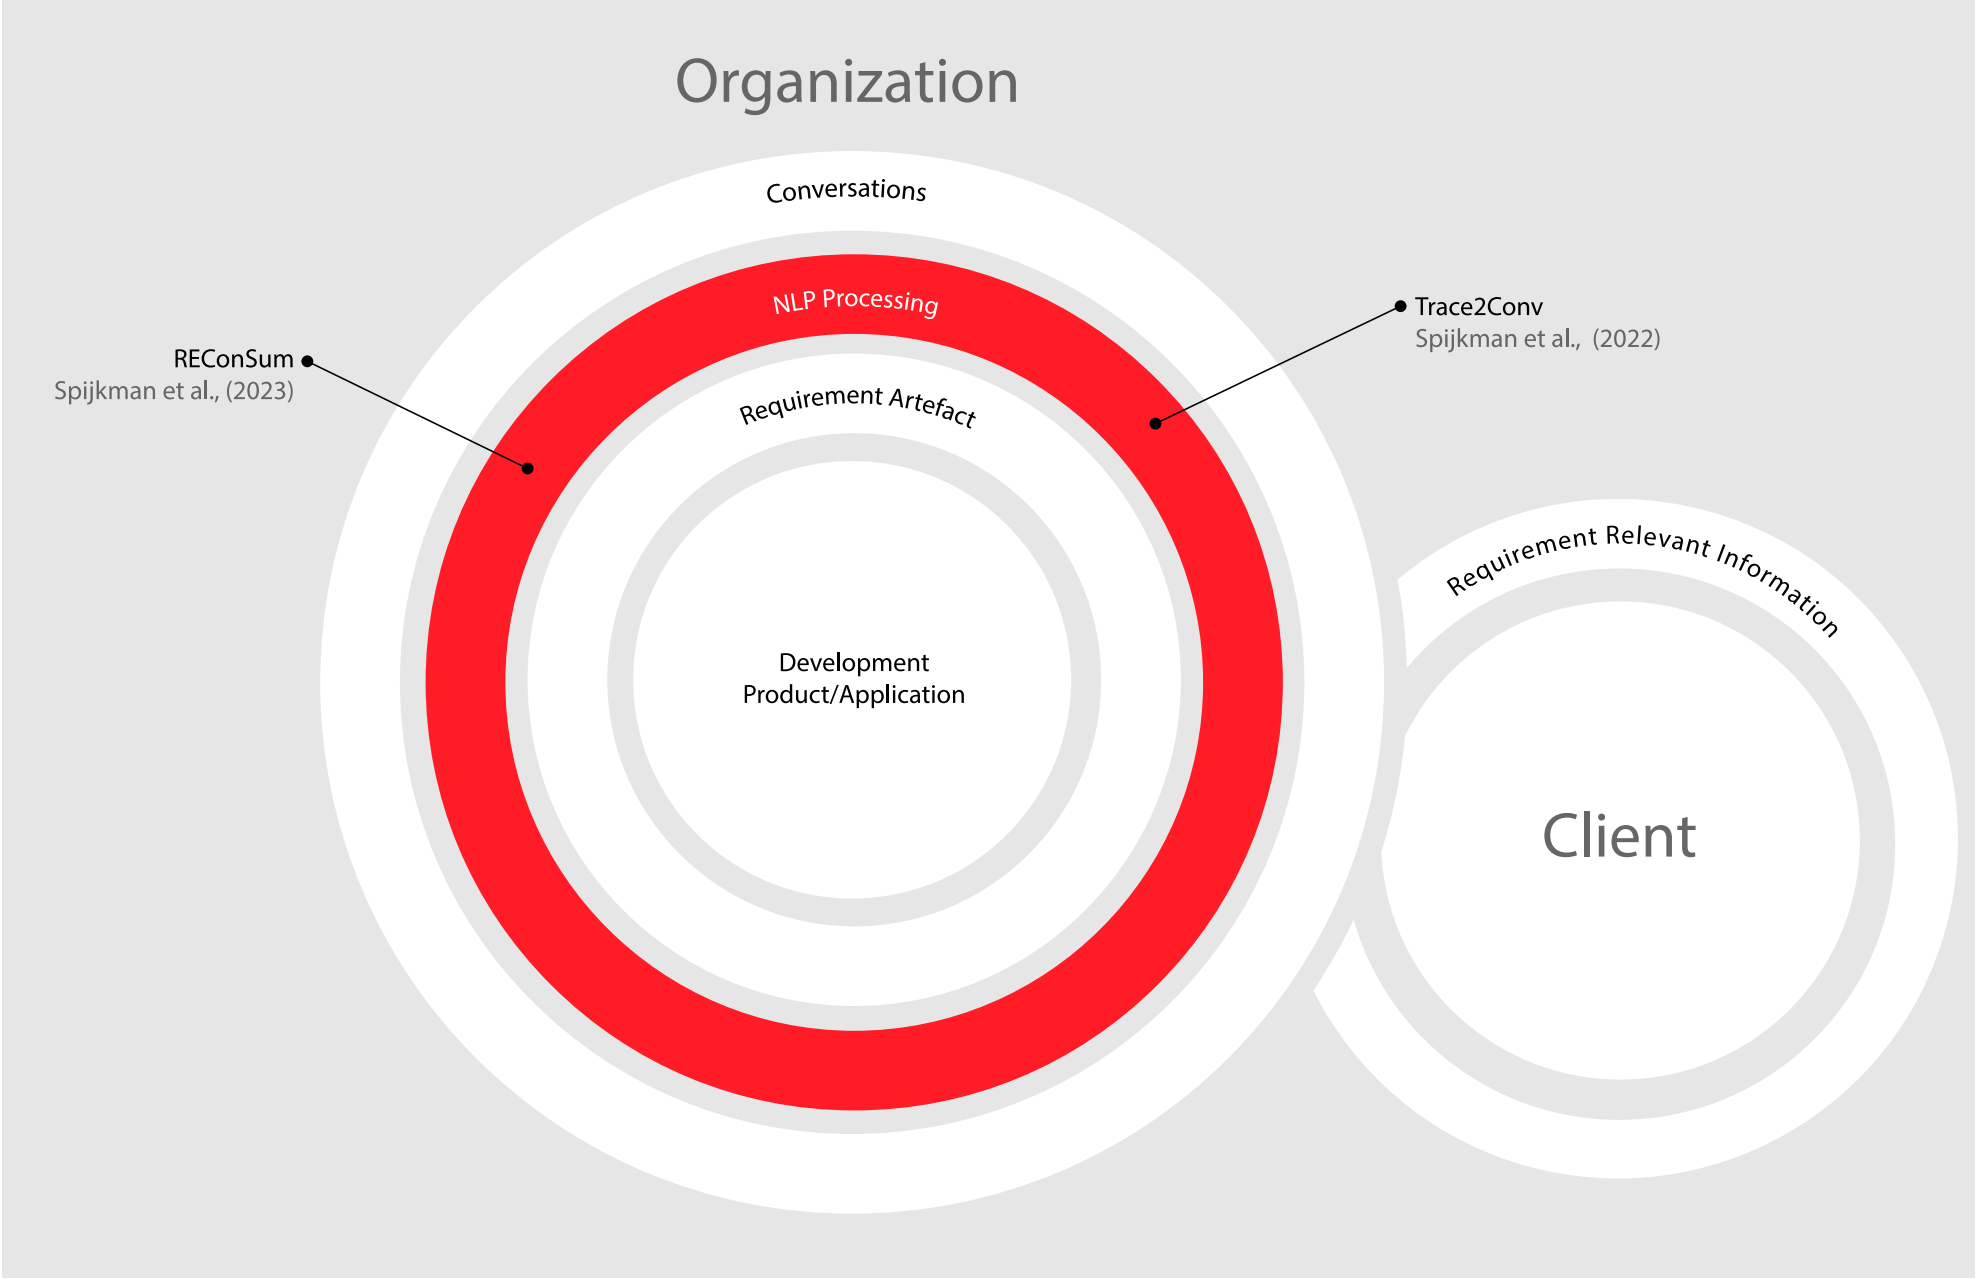 Organization
Conversations
NLP Processing
Trace2Conv
Spijkman et al.,  (2022)
REConSum
Spijkman et al., (2023)
Requirement Artefact
Requirement Relevant Information
Development
Product/Application
Client